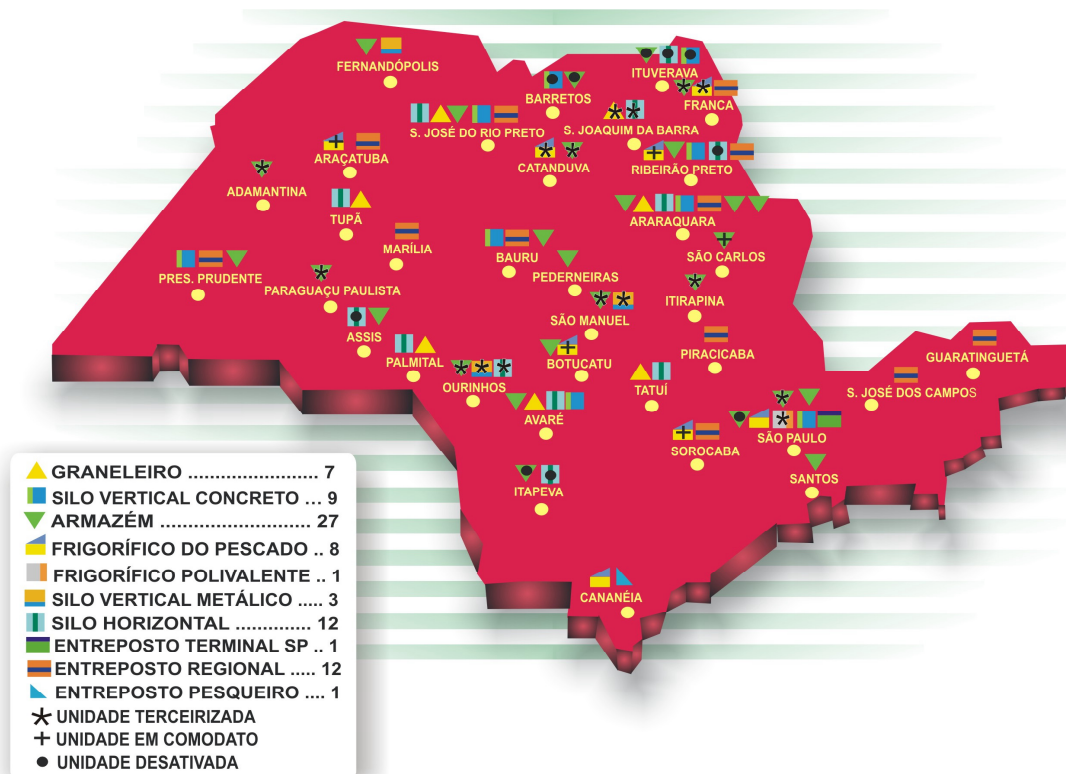 FERNANDÓPOLIS
ITUVERAVA
BARRETOS
FRANCA
S. JOSÉ DO RIO PRETO
S. JOAQUIM DA BARRA
ARAÇATUBA
CATANDUVA
RIBEIRÃO PRETO
ADAMANTINA
TUPÃ
ARARAQUARA
MARÍLIA
BAURU
SÃO CARLOS
PRES. PRUDENTE
PEDERNEIRAS
PARAGUAÇU PAULISTA
ITIRAPINA
SÃO MANUEL
ASSIS
PALMITAL
BOTUCATU
PIRACICABA
GUARATINGUETÁ
OURINHOS
TATUÍ
S. JOSÉ DOS CAMPOS
AVARÉ
SOROCABA
SÃO PAULO
ITAPEVA
SANTOS
CANANÉIA
GRANELEIRO ....................... 7
SILO VERTICAL CONCRETO ... 9
ARMAZÉM ........................... 27
FRIGORÍFICO DO PESCADO .. 8
FRIGORÍFICO POLIVALENTE .. 1
SILO VERTICAL METÁLICO ..... 3
SILO HORIZONTAL .............. 12
ENTREPOSTO TERMINAL SP .. 1
ENTREPOSTO REGIONAL ..... 12
ENTREPOSTO PESQUEIRO .... 1
UNIDADE TERCEIRIZADA
UNIDADE EM COMODATO
UNIDADE DESATIVADA